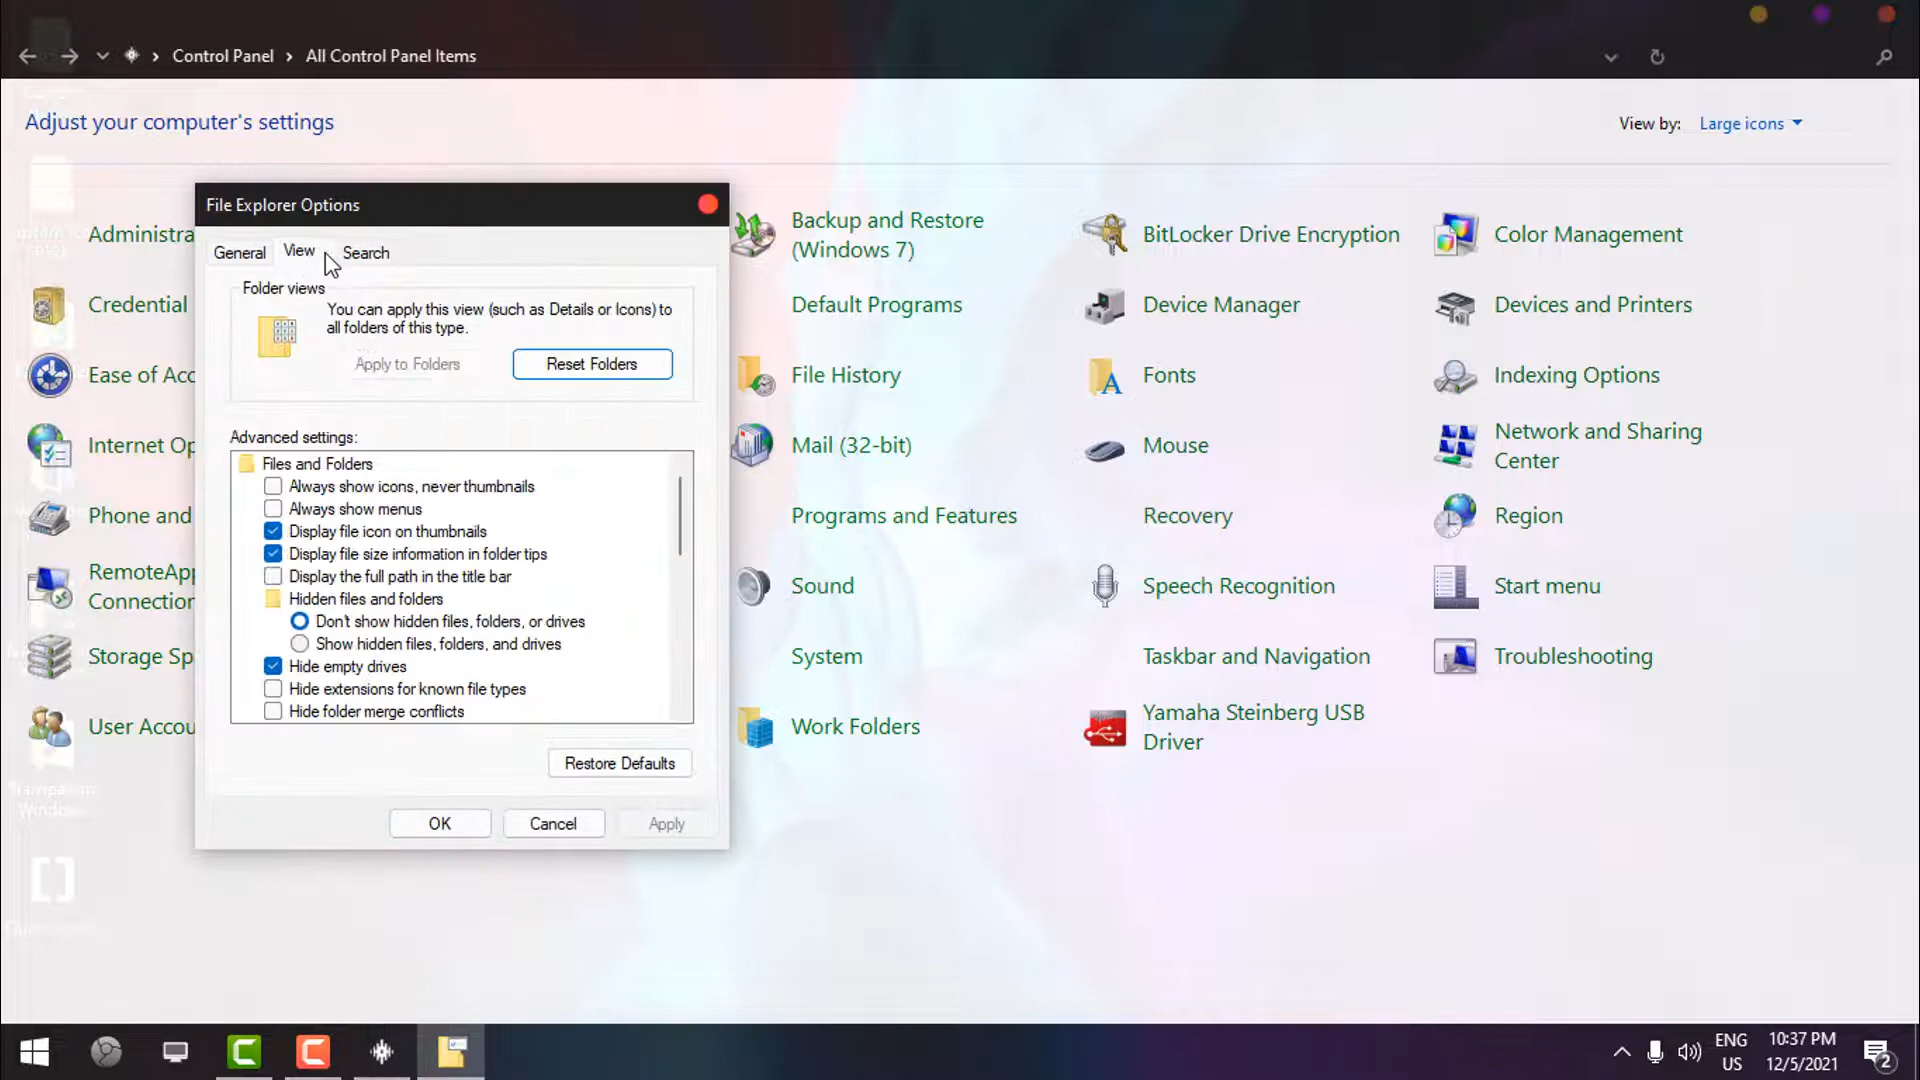 Control Panel
All Control Panel Items
Adjust your computer's settings
View by:
Large icons
File Explorer Options
General
View
Search
Folder views
You can apply this view (such as Details or Icons) to
all folders of this type.
Apply to Folders
Reset Folders
Advanced settings:
Files and Folders
Always show icons, never thumbnails
Always show menus
Display file icon on thumbnails
Display file size information in folder tips
Display the full path in the title bar
Hidden files and folders
Don't show hidden files, folders, or drives
Show hidden files, folders, and drives
Hide empty drives
Hide extensions for known file types
Hide folder merge conflicts
Restore Defaults
OK
Cancel
Apply
Administra
Backup and Restore
(Windows 7)
BitLocker Drive Encryption
Color Management
Credential
Default Programs
Device Manager
Devices and Printers
Ease of Acc
File History
Fonts
Indexing Options
Internet Op
Mail (32-bit)
Mouse
Network and Sharing
Center
Phone and
Programs and Features
Recovery
Region
RemoteApp
Connection
Sound
Speech Recognition
Start menu
Storage Sp
System
Taskbar and Navigation
Troubleshooting
User Accou
Work Folders
Yamaha Steinberg USB
Driver
ENG
US
10:37 PM
12/5/2021
2